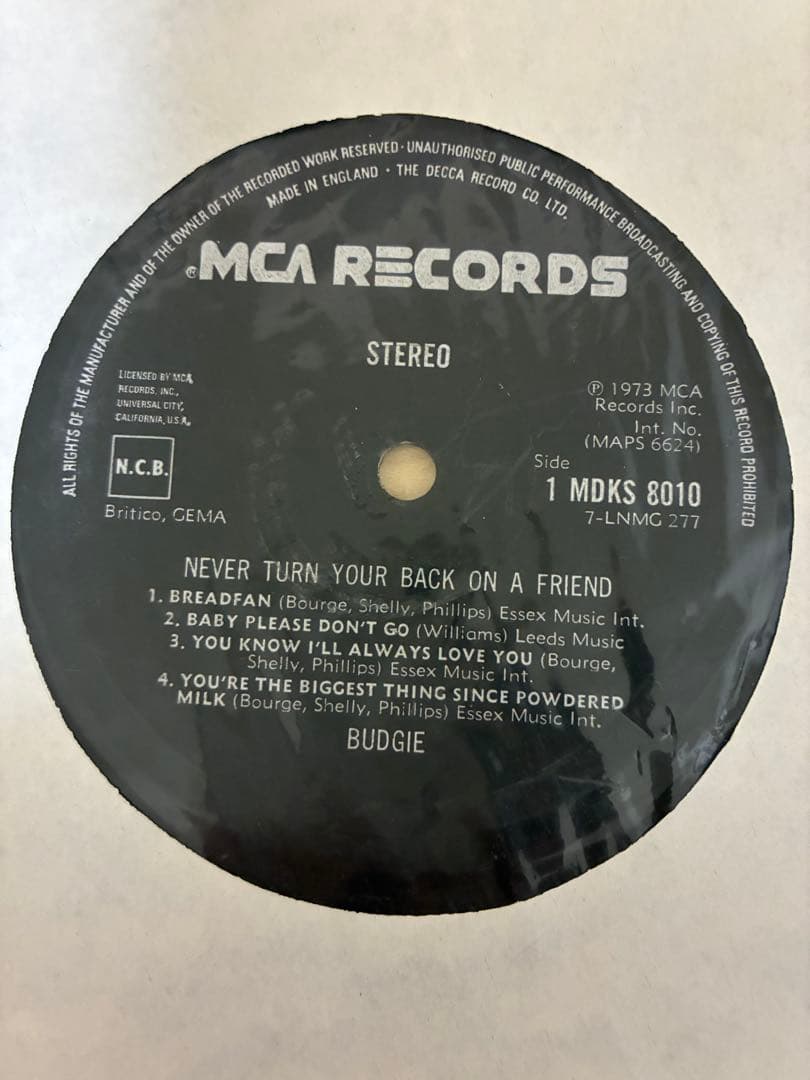 ALL RIGHTS OF THE MANUFACTURER AND OF THE OWNER OF THE RECORDED WORK RESERVED · UNAUTHORISED PUBLIC PERFORMANCE BROADCASTING AND COPYING OF THIS RECORD PROHIBITED
MADE IN ENGLAND · THE DECCA RECORD CO. LTD.
®MCA RECORDS
STEREO
LICENSED BY MCA
RECORDS, INC.,
UNIVERSAL CITY,
CALIFORNIA, U.S.A.
N.C.B.
Britico, GEMA
Ⓟ 1973 MCA
Records Inc.
Int. No.
(MAPS 6624)
Side
1 MDKS 8010
7-LNMG 277
NEVER TURN YOUR BACK ON A FRIEND
1. BREADFAN (Bourge, Shelly, Phillips) Essex Music Int.
2. BABY PLEASE DON'T GO (Williams) Leeds Music
3. YOU KNOW I'LL ALWAYS LOVE YOU (Bourge,
Shelly, Phillips) Essex Music Int.
4. YOU'RE THE BIGGEST THING SINCE POWDERED
MILK (Bourge, Shelly, Phillips) Essex Music Int.
BUDGIE